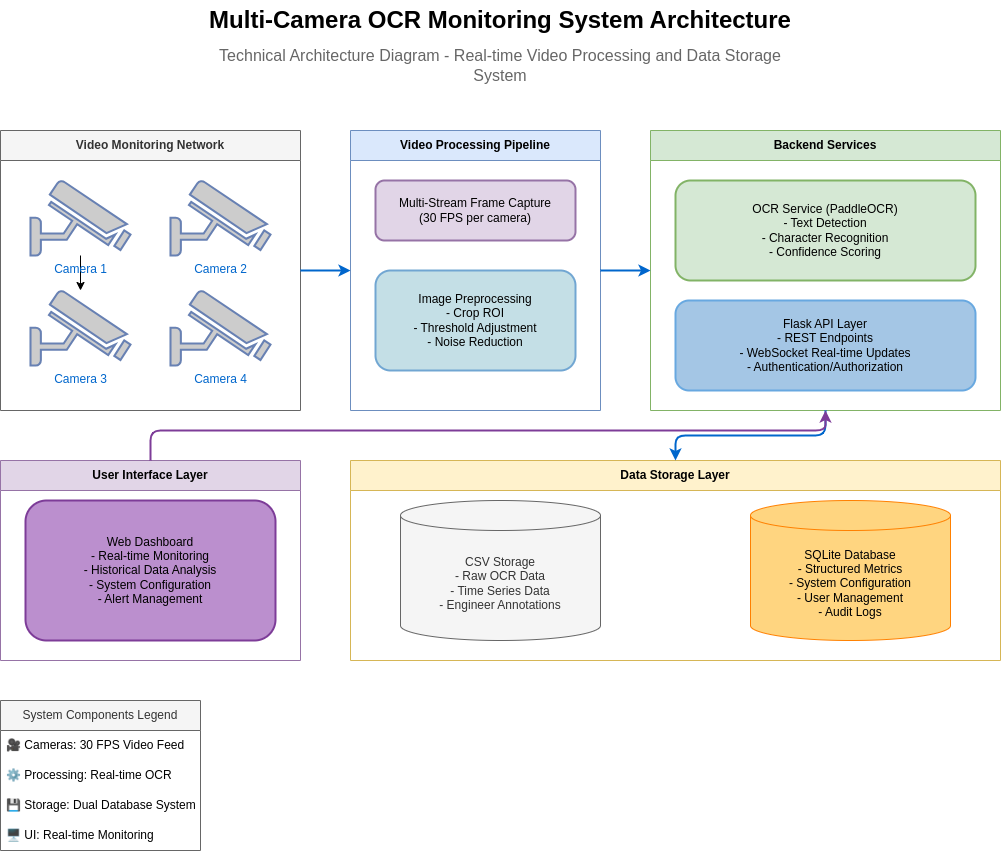 Multi-Camera OCR Monitoring System Architecture
Technical Architecture Diagram - Real-time Video Processing and Data Storage
System
Video Monitoring Network
Camera 1
Camera 2
Camera 3
Camera 4
Video Processing Pipeline
Multi-Stream Frame Capture
(30 FPS per camera)
Image Preprocessing
- Crop ROI
- Threshold Adjustment
- Noise Reduction
Backend Services
OCR Service (PaddleOCR)
- Text Detection
- Character Recognition
- Confidence Scoring
Flask API Layer
- REST Endpoints
- WebSocket Real-time Updates
- Authentication/Authorization
User Interface Layer
Web Dashboard
- Real-time Monitoring
- Historical Data Analysis
- System Configuration
- Alert Management
Data Storage Layer
CSV Storage
- Raw OCR Data
- Time Series Data
- Engineer Annotations
SQLite Database
- Structured Metrics
- System Configuration
- User Management
- Audit Logs
System Components Legend
🎥 Cameras: 30 FPS Video Feed
⚙️ Processing: Real-time OCR
💾 Storage: Dual Database System
🖥️ UI: Real-time Monitoring